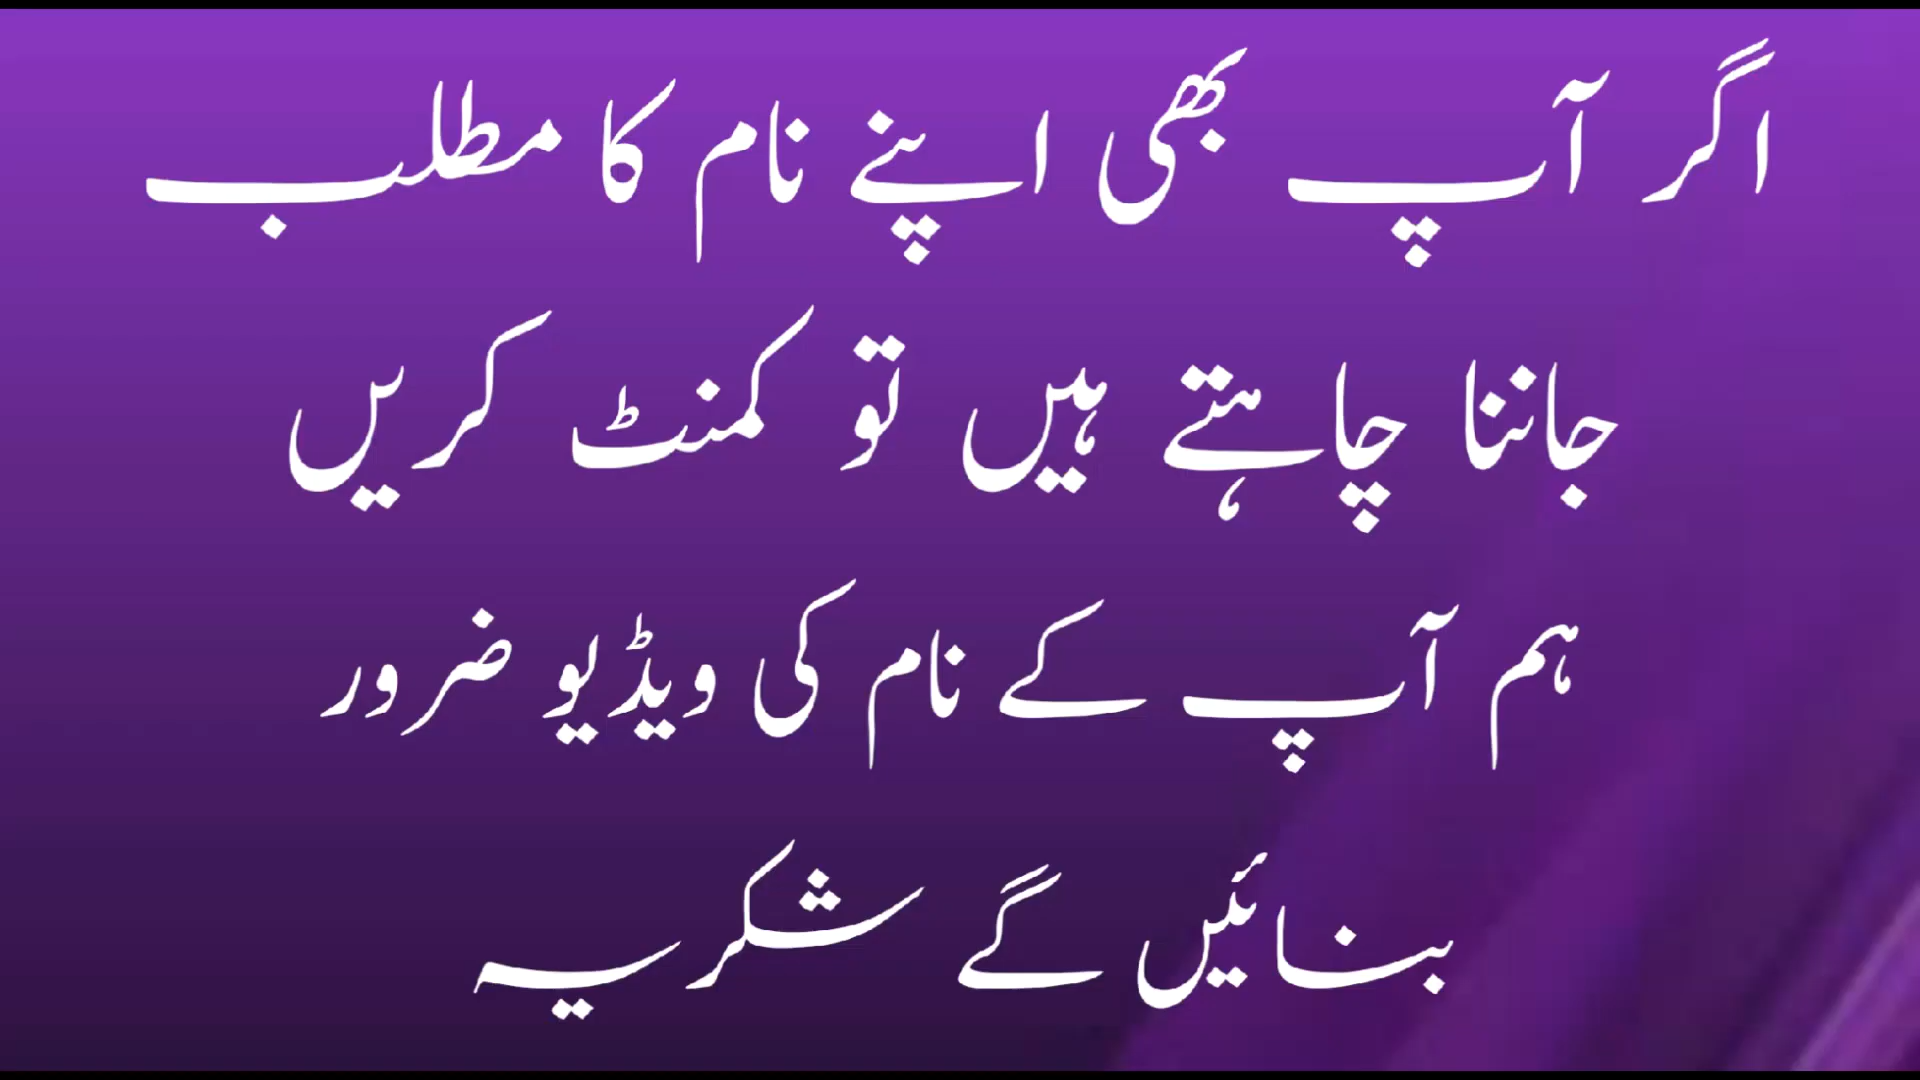 اگر آپ بھی اپنے نام کا مطلب
جاننا چاہتے ہیں تو کمنٹ کریں
ہم آپ کے نام کی ویڈیو ضرور
بنائیں گے شکریہ